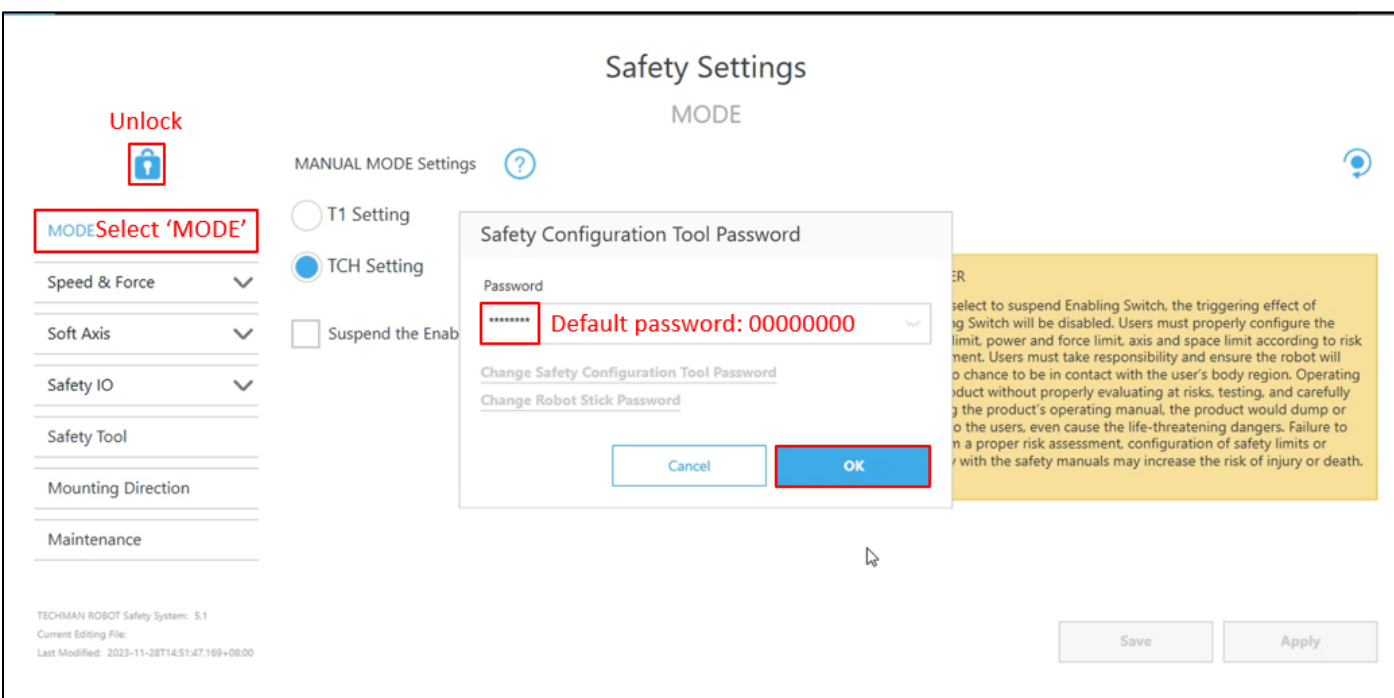 Safety Settings
MODE
Unlock
MANUAL MODE Settings ?
MODE Select ‘MODE’
Speed & Force
Soft Axis
Safety IO
Safety Tool
Mounting Direction
Maintenance
T1 Setting
TCH Setting
Suspend the Enab
Safety Configuration Tool Password
Password
******** Default password: 00000000
Change Safety Configuration Tool Password
Change Robot Stick Password
Cancel OK
ER
select to suspend Enabling Switch, the triggering effect of
ng Switch will be disabled. Users must properly configure the
limit, power and force limit, axis and space limit according to risk
ment. Users must take responsibility and ensure the robot will
o chance to be in contact with the user's body region. Operating
oduct without properly evaluating at risks, testing, and carefully
g the product's operating manual, the product would dump or
o the users, even cause the life-threatening dangers. Failure to
m a proper risk assessment, configuration of safety limits or
y with the safety manuals may increase the risk of injury or death.
TECHMAN ROBOT Safety System: 5.1
Current Editing File:
Last Modified: 2023-11-28T14:51:47.169+08:00
Save Apply